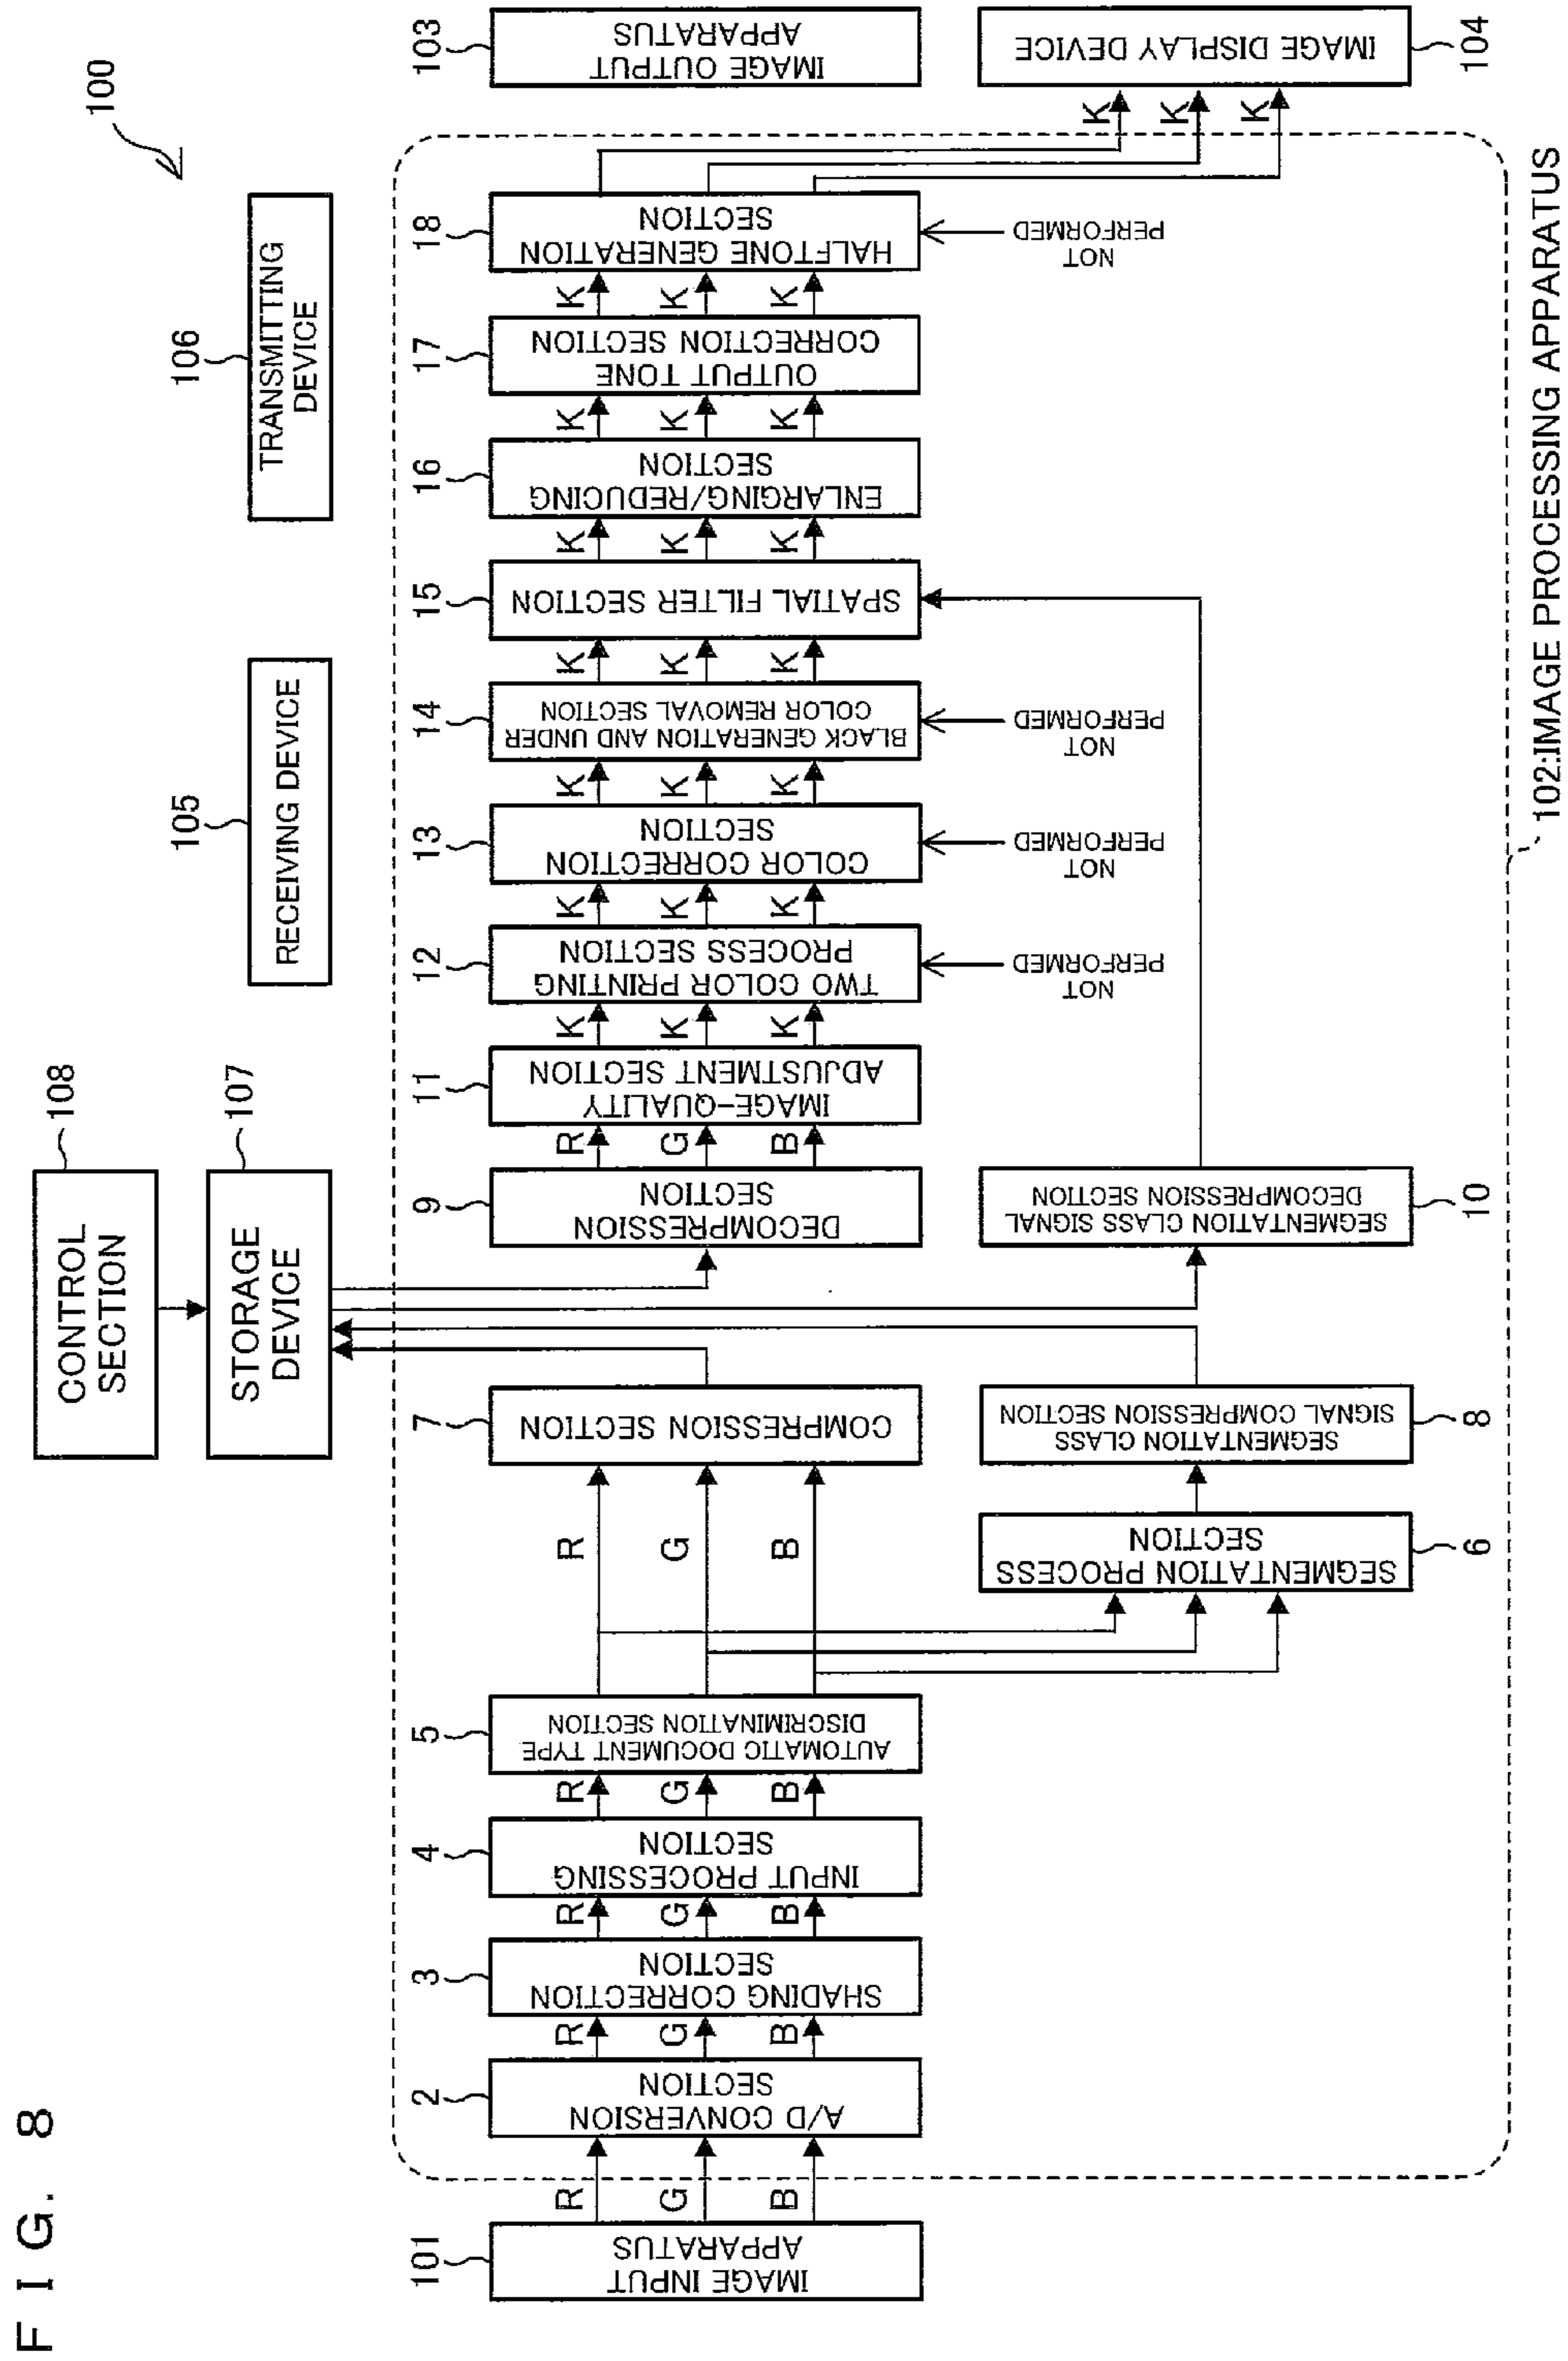 F I G. 8
100
CONTROL
SECTION
108
STORAGE
DEVICE
107
RECEIVING DEVICE
105
TRANSMITTING
DEVICE
106
101
IMAGE INPUT
APPARATUS
R
G
B
2
A/D CONVERSION
SECTION
R
G
B
3
SHADING CORRECTION
SECTION
R
G
B
4
INPUT PROCESSING
SECTION
R
G
B
5
AUTOMATIC DOCUMENT TYPE
DISCRIMINATION SECTION
R
G
B
SEGMENTATION PROCESS
SECTION
6
7
COMPRESSION SECTION
SEGMENTATION CLASS
SIGNAL COMPRESSION SECTION
8
9
DECOMPRESSION
SECTION
SEGMENTATION CLASS SIGNAL
DECOMPRESSION SECTION
10
R
G
B
11
IMAGE-QUALITY
ADJUSTMENT SECTION
K
K
K
12
TWO COLOR PRINTING
PROCESS SECTION
NOT
PERFORMED
K
K
K
13
COLOR CORRECTION
SECTION
NOT
PERFORMED
K
K
K
14
BLACK GENERATION AND UNDER
COLOR REMOVAL SECTION
NOT
PERFORMED
K
K
K
15
SPATIAL FILTER SECTION
K
K
K
16
ENLARGING/REDUCING
SECTION
K
K
K
17
OUTPUT TONE
CORRECTION SECTION
K
K
K
18
HALFTONE GENERATION
SECTION
NOT
PERFORMED
K
K
K
103
IMAGE OUTPUT
APPARATUS
IMAGE DISPLAY DEVICE
104
102:IMAGE PROCESSING APPARATUS